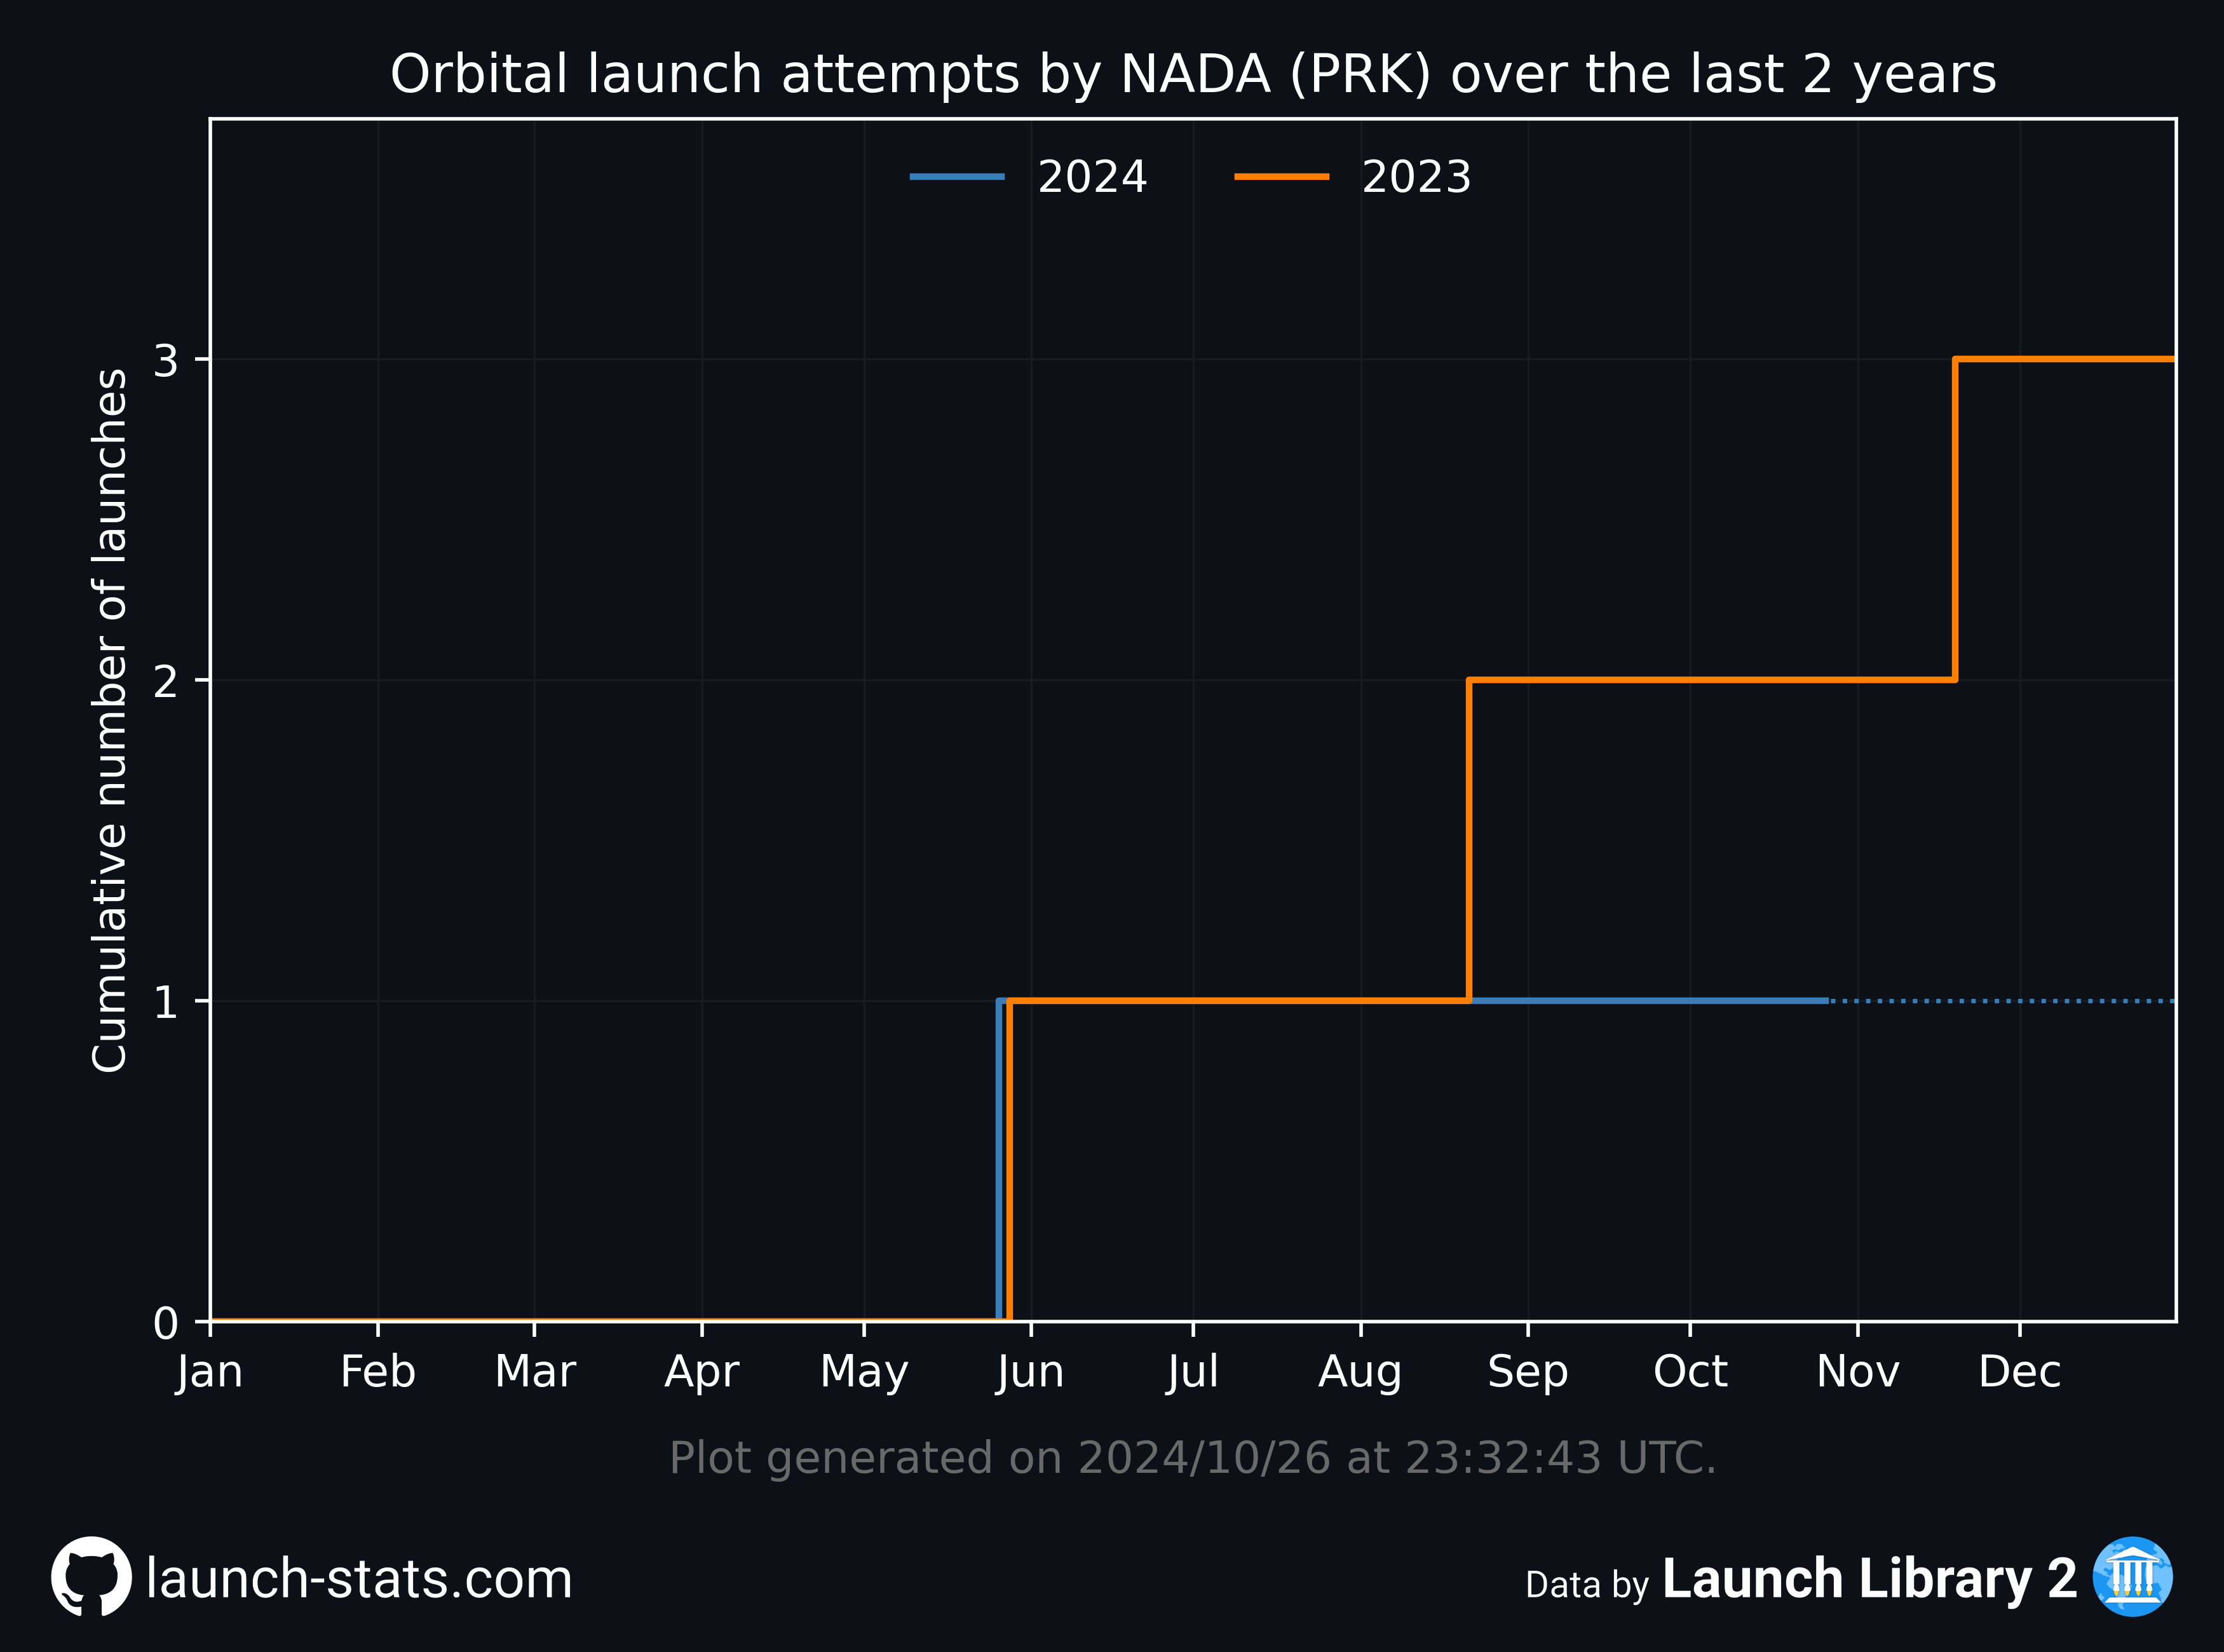 Orbital launch attempts by NADA (PRK) over the last 2 years
2024 2023
Cumulative number of launches
3
2
1
0
Jan Feb Mar Apr May Jun Jul Aug Sep Oct Nov Dec
Plot generated on 2024/10/26 at 23:32:43 UTC.
launch-stats.com
Data by Launch Library 2